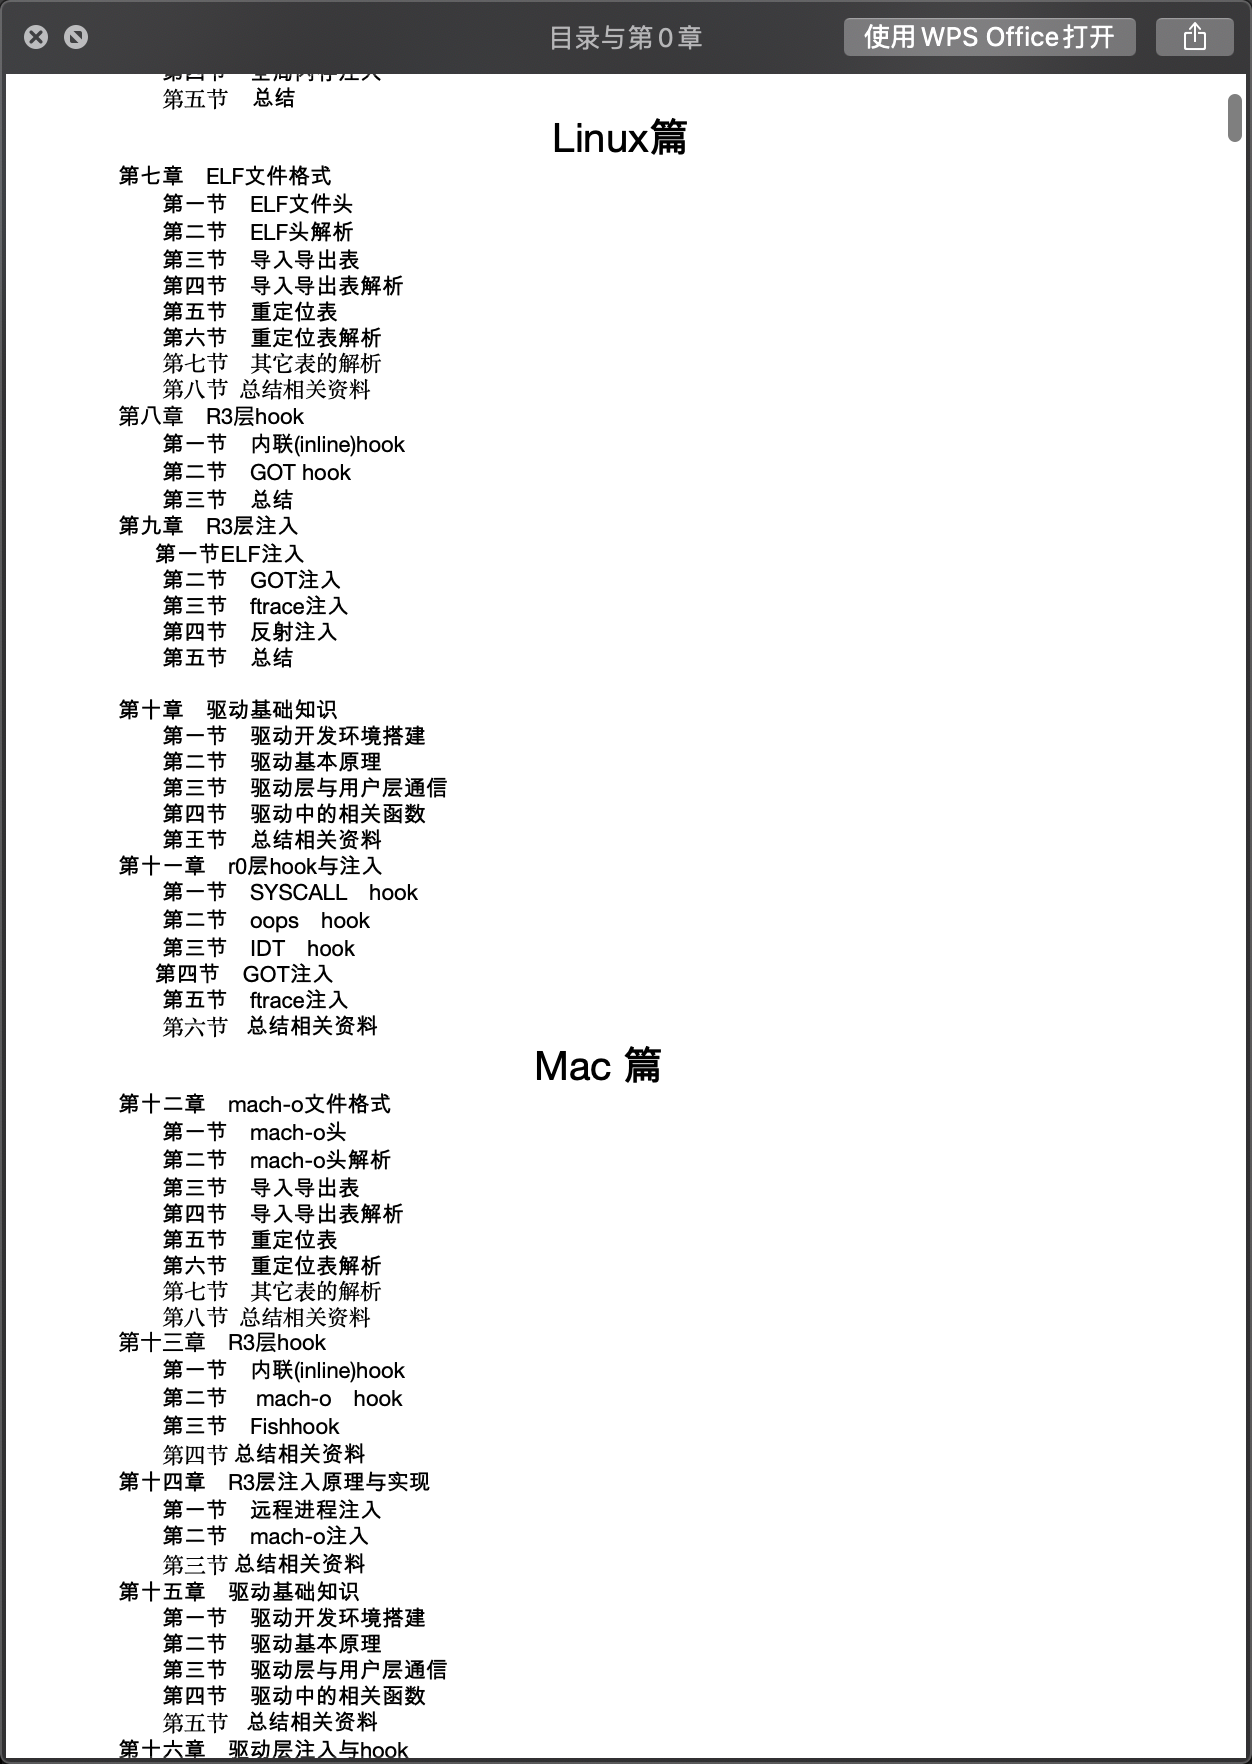 目录与第0章
使用 WPS Office 打开
第四节 全局内存注入
第五节 总结
Linux篇
第七章 ELF文件格式
第一节 ELF文件头
第二节 ELF头解析
第三节 导入导出表
第四节 导入导出表解析
第五节 重定位表
第六节 重定位表解析
第七节 其它表的解析
第八节 总结相关资料
第八章 R3层hook
第一节 内联(inline)hook
第二节 GOT hook
第三节 总结
第九章 R3层注入
第一节ELF注入
第二节 GOT注入
第三节 ftrace注入
第四节 反射注入
第五节 总结
第十章 驱动基础知识
第一节 驱动开发环境搭建
第二节 驱动基本原理
第三节 驱动层与用户层通信
第四节 驱动中的相关函数
第王节 总结相关资料
第十一章 r0层hook与注入
第一节 SYSCALL hook
第二节 oops hook
第三节 IDT hook
第四节 GOT注入
第五节 ftrace注入
第六节 总结相关资料
Mac 篇
第十二章 mach-o文件格式
第一节 mach-o头
第二节 mach-o头解析
第三节 导入导出表
第四节 导入导出表解析
第五节 重定位表
第六节 重定位表解析
第七节 其它表的解析
第八节 总结相关资料
第十三章 R3层hook
第一节 内联(inline)hook
第二节 mach-o hook
第三节 Fishhook
第四节 总结相关资料
第十四章 R3层注入原理与实现
第一节 远程进程注入
第二节 mach-o注入
第三节 总结相关资料
第十五章 驱动基础知识
第一节 驱动开发环境搭建
第二节 驱动基本原理
第三节 驱动层与用户层通信
第四节 驱动中的相关函数
第五节 总结相关资料
第十六章 驱动层注入与hook